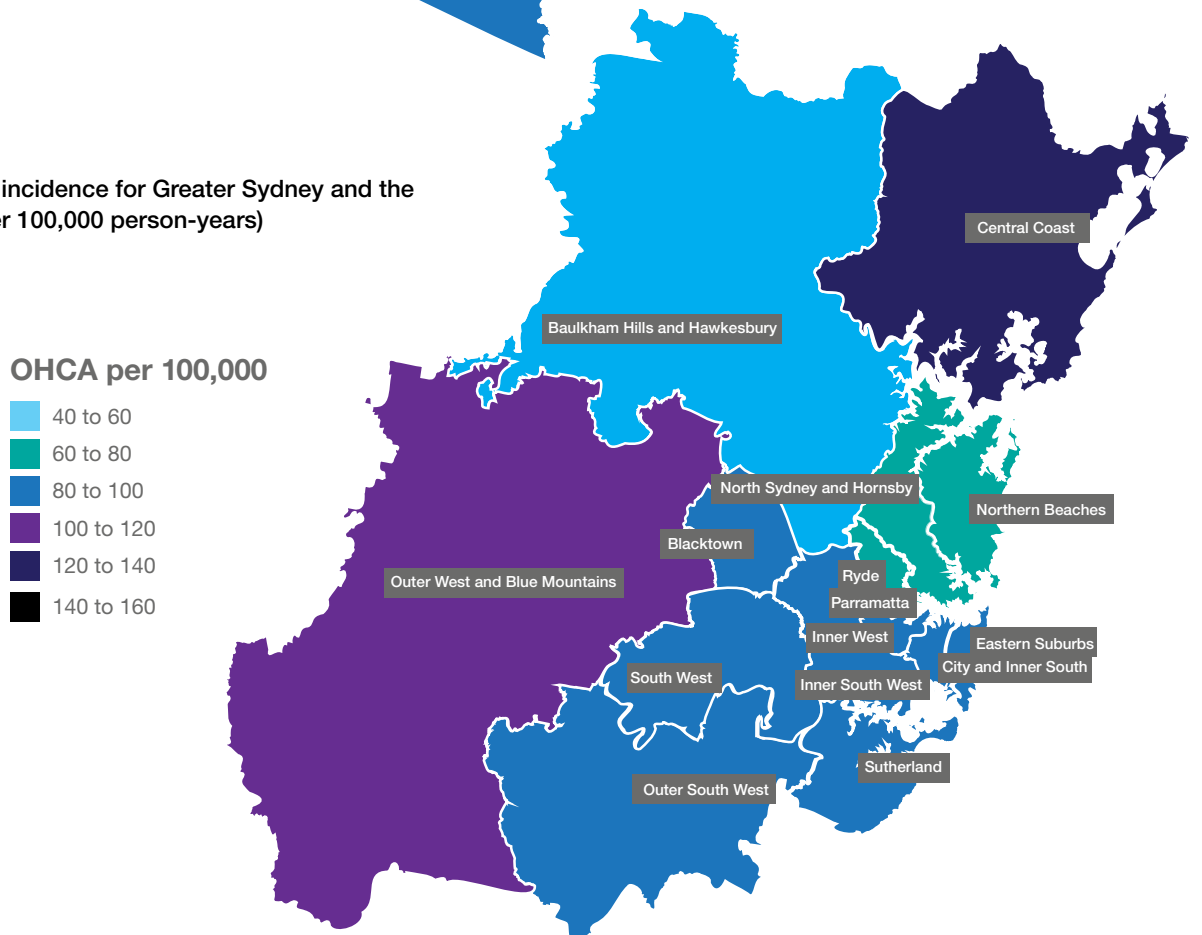 incidence for Greater Sydney and the
er 100,000 person-years)
OHCA per 100,000
40 to 60
60 to 80
80 to 100
100 to 120
120 to 140
140 to 160
Central Coast
Baulkham Hills and Hawkesbury
North Sydney and Hornsby
Northern Beaches
Blacktown
Outer West and Blue Mountains
Ryde
Parramatta
Inner West
Eastern Suburbs
City and Inner South
South West
Inner South West
Sutherland
Outer South West